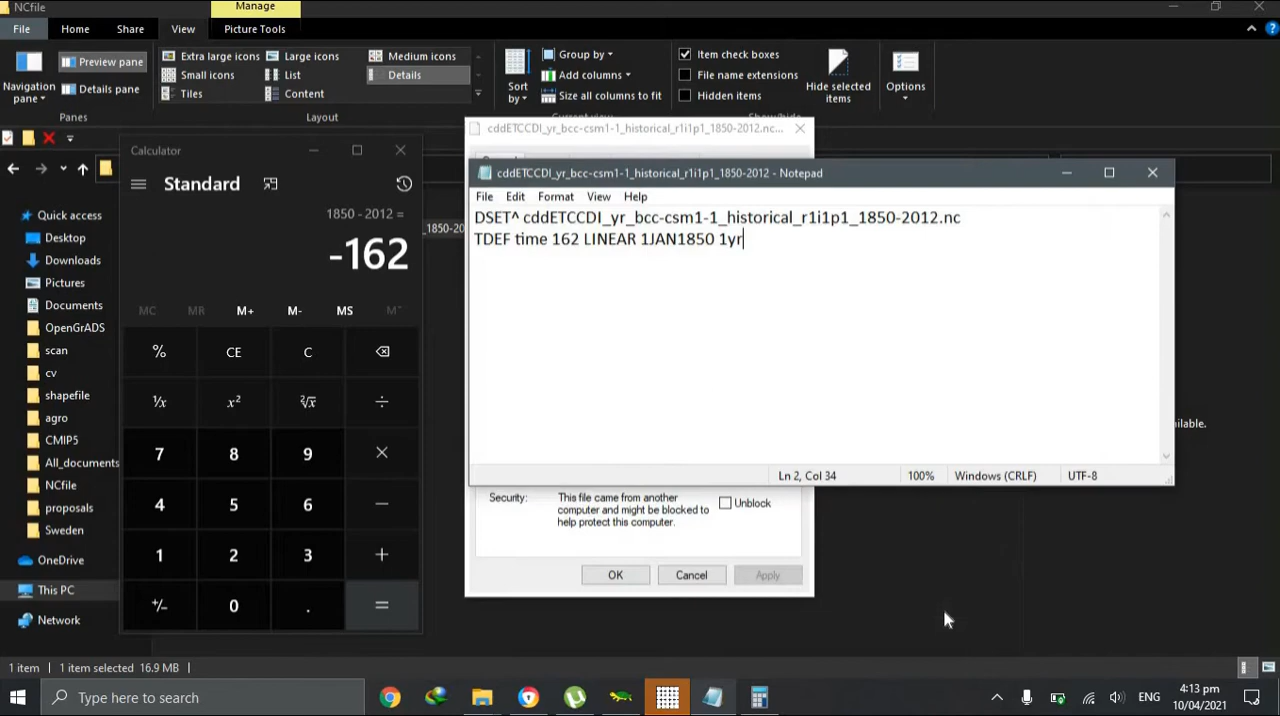 NCfile
Manage
File
Home
Share
View
Picture Tools
Navigation pane
Preview pane
Details pane
Panes
Extra large icons
Large icons
Medium icons
Small icons
List
Details
Tiles
Content
Layout
Sort by
Group by
Add columns
Size all columns to fit
Item check boxes
File name extensions
Hidden items
Hide selected items
Options
Quick access
Desktop
Downloads
Pictures
Documents
OpenGrADS
scan
cv
shapefile
agro
CMIP5
All_documents
NCfile
proposals
Sweden
OneDrive
This PC
Network
1 item
1 item selected 16.9 MB
Calculator
Standard
1850 - 2012 =
-162
MC MR M+ M- MS M˅
% CE C
¹/x x² ²√x ÷
7 8 9 ×
4 5 6 −
1 2 3 +
+/- 0 . =
cddETCCDI_yr_bcc-csm1-1_historical_r1i1p1_1850-2012.nc...
cddETCCDI_yr_bcc-csm1-1_historical_r1i1p1_1850-2012 - Notepad
File Edit Format View Help
DSET^ cddETCCDI_yr_bcc-csm1-1_historical_r1i1p1_1850-2012.nc
TDEF time 162 LINEAR 1JAN1850 1yr
Ln 2, Col 34
100%
Windows (CRLF)
UTF-8
_1850-20
Security:
This file came from another
computer and might be blocked to
help protect this computer.
Unblock
OK
Cancel
Apply
ilable.
Type here to search
ENG
4:13 pm
10/04/2021